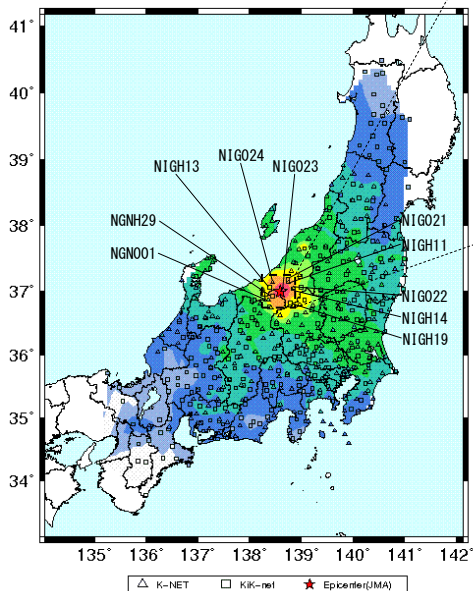 41°
40°
39°
38°
37°
36°
35°
34°
NIGH13
NIG024
NIG023
NGNH29
NGN001
NIG021
NIGH11
NIG022
NIGH14
NIGH19
135° 136° 137° 138° 139° 140° 141° 142°
K-NET KiK-net Epicenter(JMA)